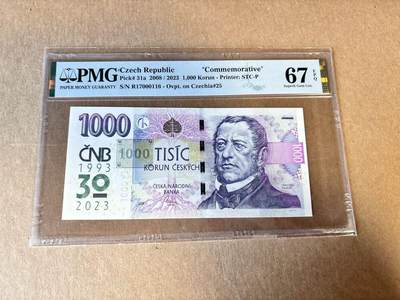 PMG
PAPER MONEY GUARANTY
Czech Republic "Commemorative"
Pick# 31a 2008 / 2023 1,000 Korun - Printer: STC-P
S/N R17000116 - Ovpt. on Czechia#25
67 EPQ
Superb Gem Unc
1000
ČNB
1993
30
2023
1000 TISÍC
KORUN ČESKÝCH
ČESKÁ NÁRODNÍ
BANKA
1000